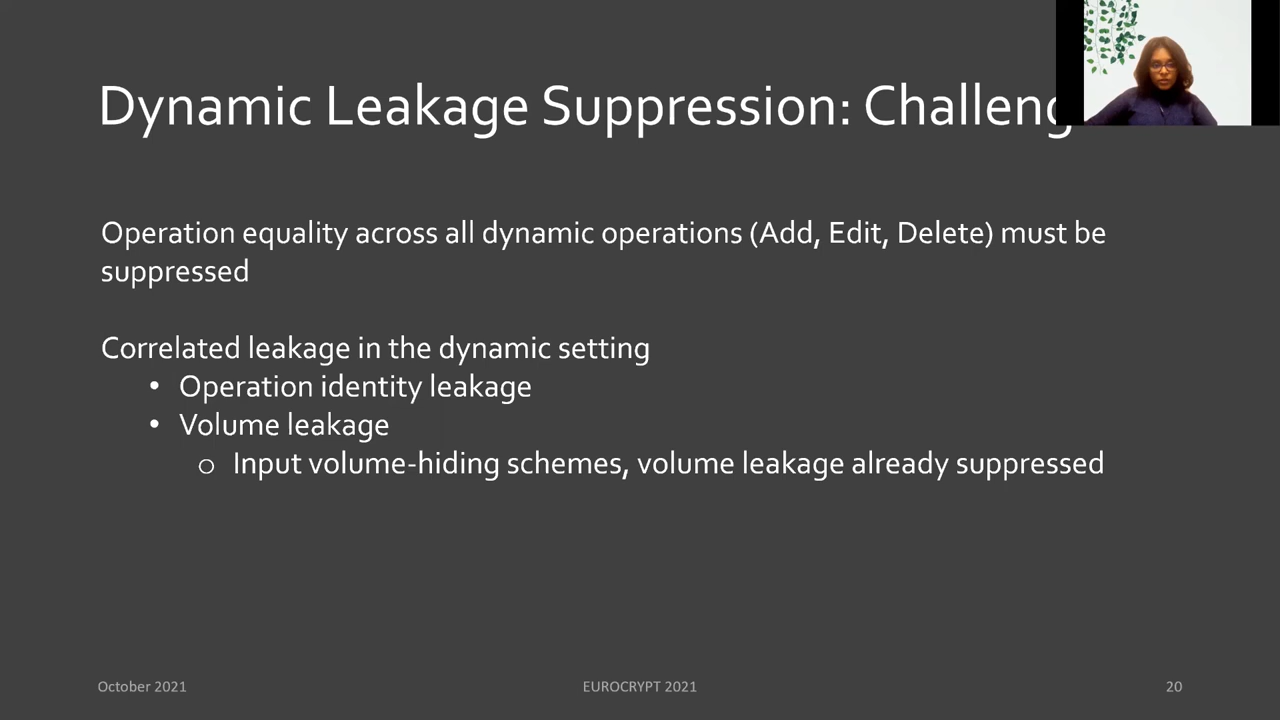 Dynamic Leakage Suppression: Challeng
Operation equality across all dynamic operations (Add, Edit, Delete) must be
suppressed
Correlated leakage in the dynamic setting
• Operation identity leakage
• Volume leakage
o Input volume-hiding schemes, volume leakage already suppressed
October 2021
EUROCRYPT 2021
20